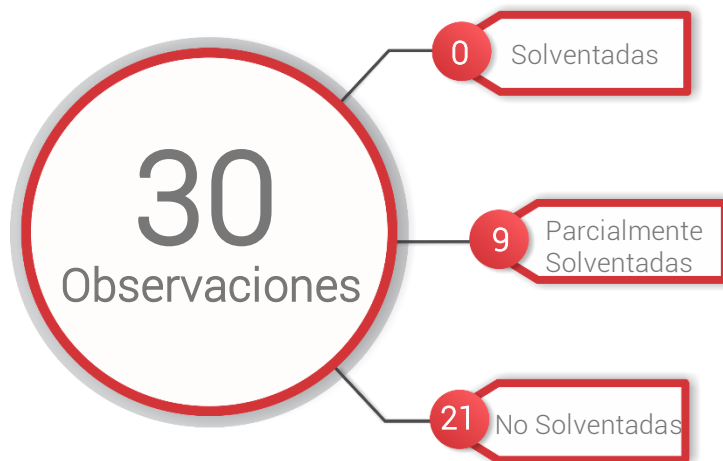 30
Observaciones
0
Solventadas
9
Parcialmente
Solventadas
21
No Solventadas